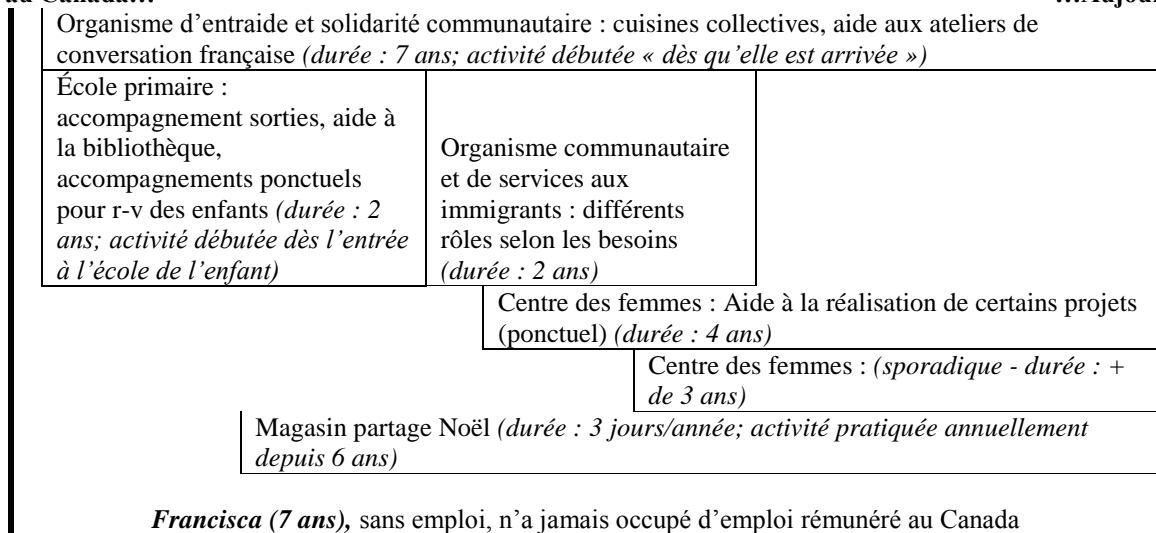 au Canada… …Aujour
Organisme d’entraide et solidarité communautaire : cuisines collectives, aide aux ateliers de
conversation française (durée : 7 ans; activité débutée « dès qu’elle est arrivée »)
École primaire :
accompagnement sorties, aide à
la bibliothèque,
accompagnements ponctuels
pour r-v des enfants (durée : 2
ans; activité débutée dès l’entrée
à l’école de l’enfant)
Organisme communautaire
et de services aux
immigrants : différents
rôles selon les besoins
(durée : 2 ans)
Centre des femmes : Aide à la réalisation de certains projets
(ponctuel) (durée : 4 ans)
Centre des femmes : (sporadique - durée : +
de 3 ans)
Magasin partage Noël (durée : 3 jours/année; activité pratiquée annuellement
depuis 6 ans)
Francisca (7 ans), sans emploi, n’a jamais occupé d’emploi rémunéré au Canada